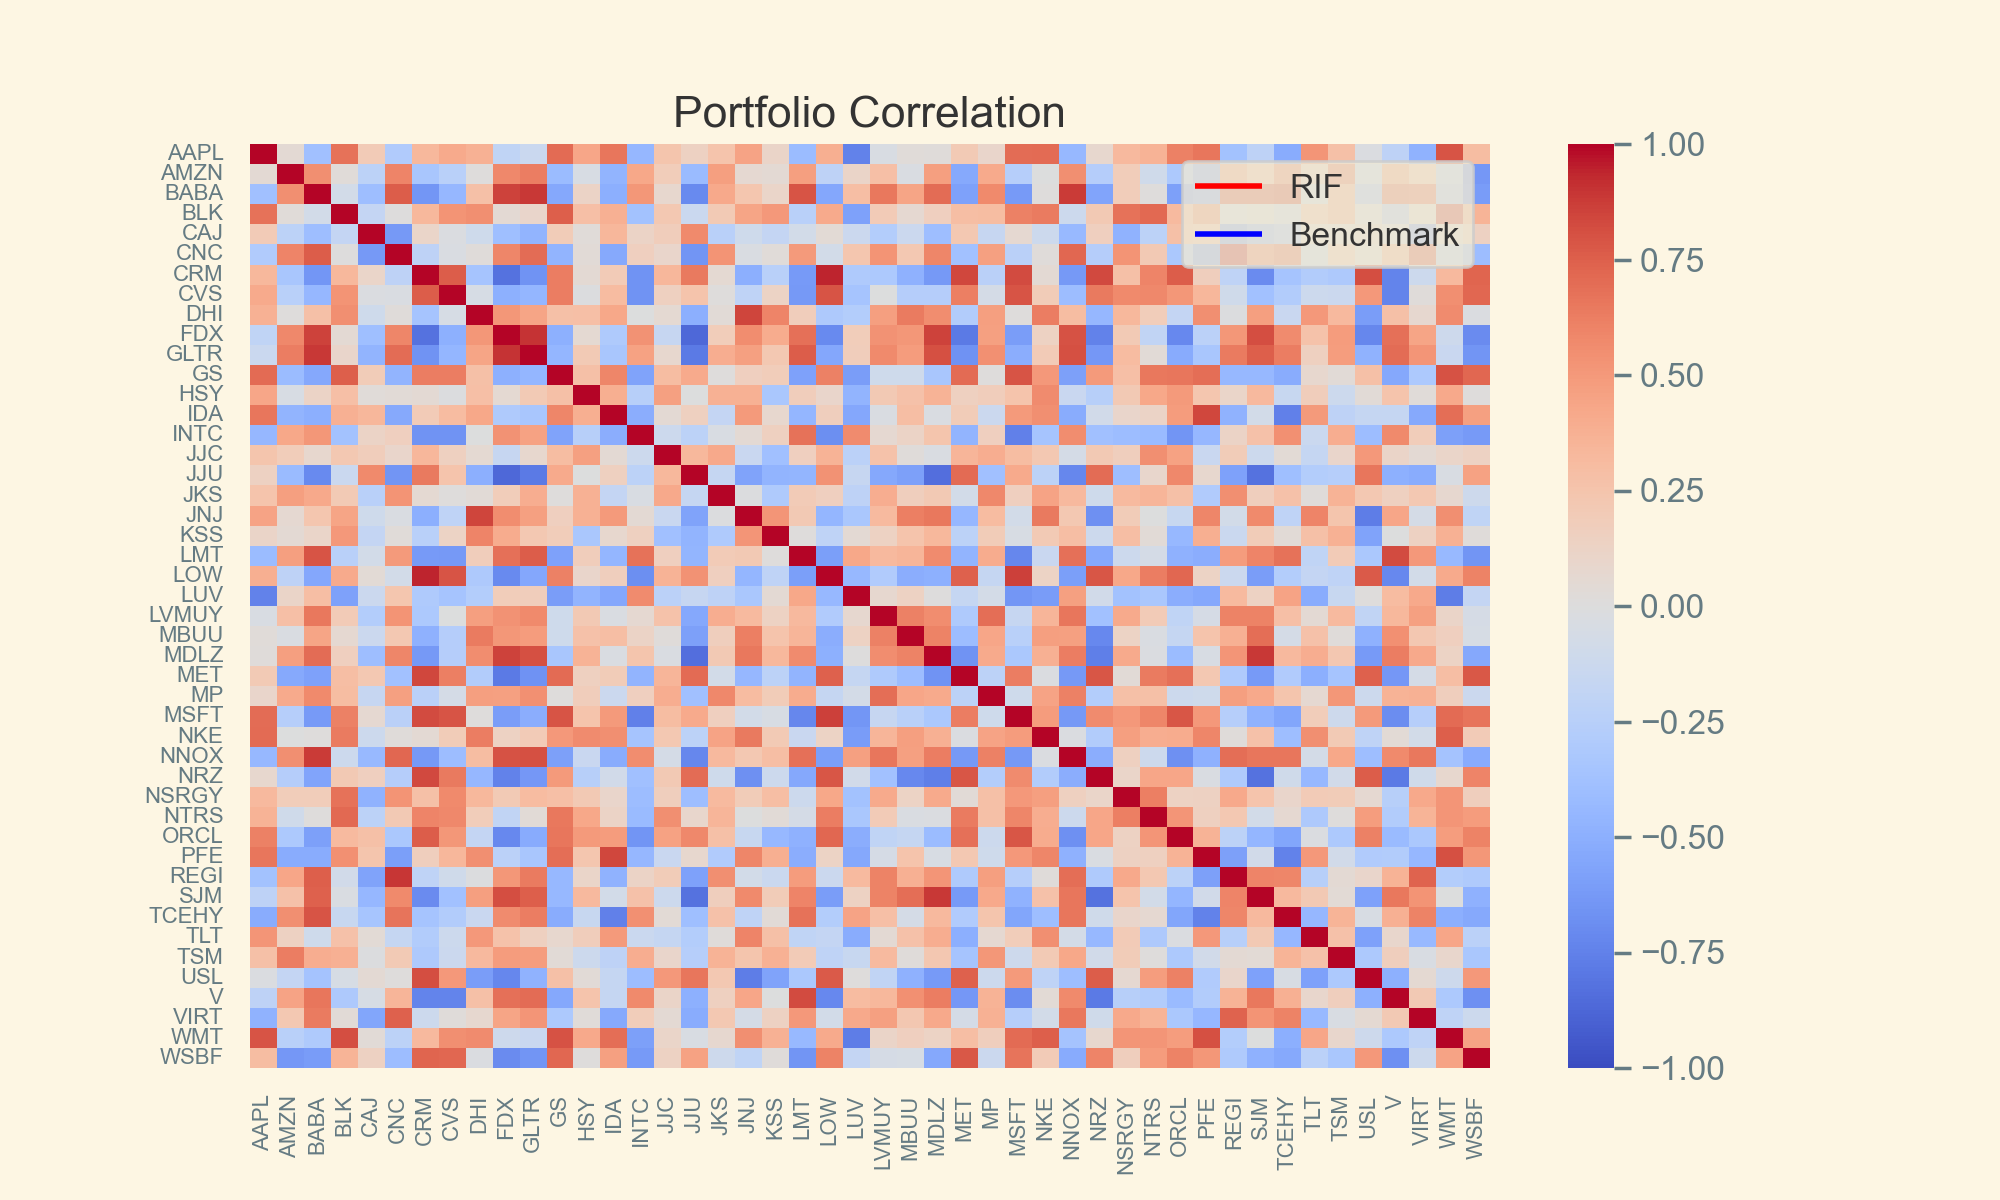 Portfolio Correlation
AAPL
AMZN
BABA
BLK
CAJ
CNC
CRM
CVS
DHI
FDX
GLTR
GS
HSY
IDA
INTC
JJC
JJU
JKS
JNJ
KSS
LMT
LOW
LUV
LVMUY
MBUU
MDLZ
MET
MP
MSFT
NKE
NNOX
NRZ
NSRGY
NTRS
ORCL
PFE
REGI
SJM
TCEHY
TLT
TSM
USL
V
VIRT
WMT
WSBF
RIF
Benchmark
1.00
0.75
0.50
0.25
0.00
−0.25
−0.50
−0.75
−1.00
AAPL
AMZN
BABA
BLK
CAJ
CNC
CRM
CVS
DHI
FDX
GLTR
GS
HSY
IDA
INTC
JJC
JJU
JKS
JNJ
KSS
LMT
LOW
LUV
LVMUY
MBUU
MDLZ
MET
MP
MSFT
NKE
NNOX
NRZ
NSRGY
NTRS
ORCL
PFE
REGI
SJM
TCEHY
TLT
TSM
USL
V
VIRT
WMT
WSBF